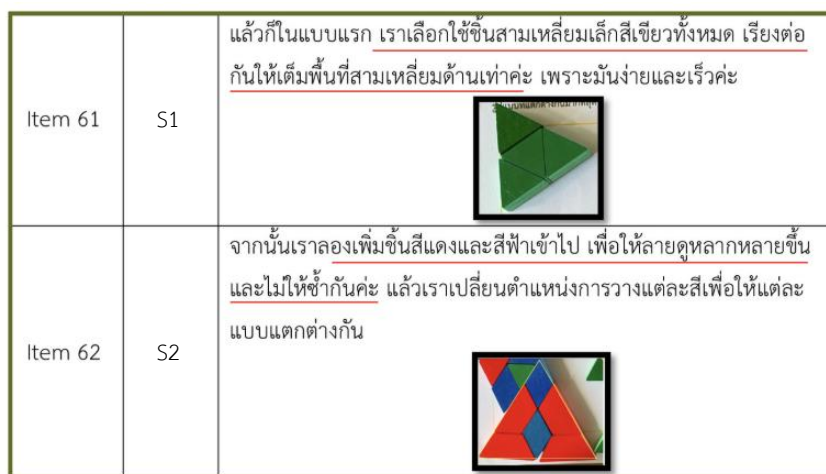 แล้วก็ในแบบแรก เราเลือกใช้ชิ้นสามเหลี่ยมเล็กสีเขียวทั้งหมด เรียงต่อ
กันให้เต็มพื้นที่สามเหลี่ยมด้านเท่าค่ะ เพราะมันง่ายและเร็วค่ะ
Item 61
S1
จากนั้นเราลองเพิ่มชิ้นสีแดงและสีฟ้าเข้าไป เพื่อให้ลายดูหลากหลายขึ้น
และไม่ให้ซ้ำกันค่ะ แล้วเราเปลี่ยนตำแหน่งการวางแต่ละสีเพื่อให้แต่ละ
แบบแตกต่างกัน
Item 62
S2